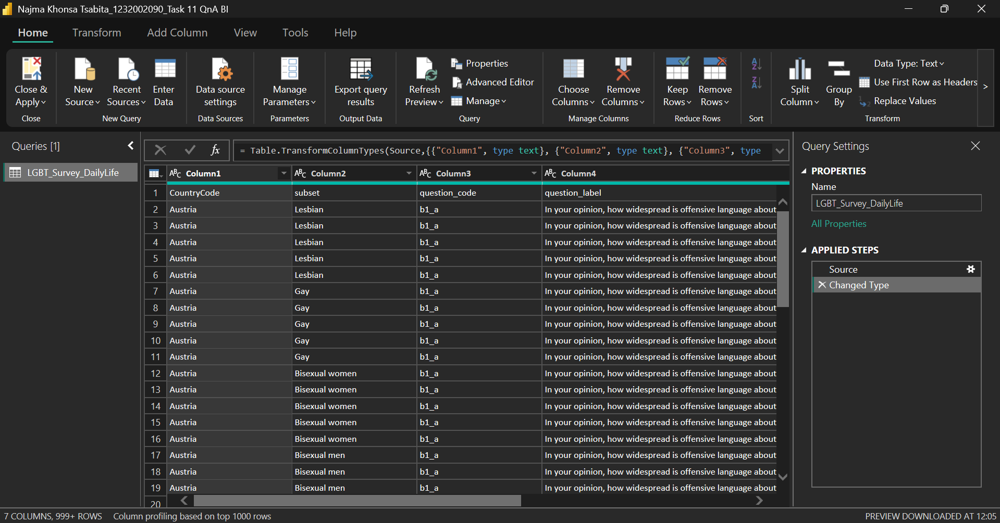 Najma Khonsa Tsabita_1232002090_Task 11 QnA BI
Home Transform Add Column View Tools Help
Close & Apply
Close
New Source
Recent Sources
Enter Data
New Query
Data source settings
Data Sources
Manage Parameters
Parameters
Export query results
Output Data
Refresh Preview
Properties
Advanced Editor
Manage
Query
Choose Columns
Remove Columns
Manage Columns
Keep Rows
Remove Rows
Reduce Rows
Sort
Split Column
Group By
Data Type: Text
Use First Row as Headers
Replace Values
Transform
Queries [1]
LGBT_Survey_DailyLife
fx
= Table.TransformColumnTypes(Source,{{"Column1", type text}, {"Column2", type text}, {"Column3", type
ABC Column1 ABC Column2 ABC Column3 ABC Column4
1 CountryCode subset question_code question_label
2 Austria Lesbian b1_a In your opinion, how widespread is offensive language about
3 Austria Lesbian b1_a In your opinion, how widespread is offensive language about
4 Austria Lesbian b1_a In your opinion, how widespread is offensive language about
5 Austria Lesbian b1_a In your opinion, how widespread is offensive language about
6 Austria Lesbian b1_a In your opinion, how widespread is offensive language about
7 Austria Gay b1_a In your opinion, how widespread is offensive language about
8 Austria Gay b1_a In your opinion, how widespread is offensive language about
9 Austria Gay b1_a In your opinion, how widespread is offensive language about
10 Austria Gay b1_a In your opinion, how widespread is offensive language about
11 Austria Gay b1_a In your opinion, how widespread is offensive language about
12 Austria Bisexual women b1_a In your opinion, how widespread is offensive language about
13 Austria Bisexual women b1_a In your opinion, how widespread is offensive language about
14 Austria Bisexual women b1_a In your opinion, how widespread is offensive language about
15 Austria Bisexual women b1_a In your opinion, how widespread is offensive language about
16 Austria Bisexual women b1_a In your opinion, how widespread is offensive language about
17 Austria Bisexual men b1_a In your opinion, how widespread is offensive language about
18 Austria Bisexual men b1_a In your opinion, how widespread is offensive language about
19 Austria Bisexual men b1_a In your opinion, how widespread is offensive language about
20
Query Settings
PROPERTIES
Name
LGBT_Survey_DailyLife
All Properties
APPLIED STEPS
Source
Changed Type
7 COLUMNS, 999+ ROWS Column profiling based on top 1000 rows
PREVIEW DOWNLOADED AT 12:05